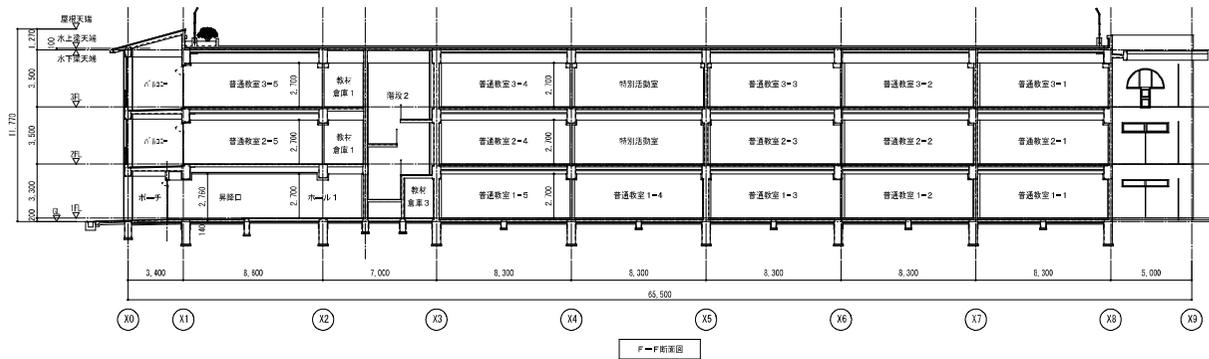 屋根天端
水上梁天端
水下梁天端
1,270
100
3,500
3,500
3,300
200
11,770
3FL
2FL
1FL
バルコニー
普通教室3-5
2,700
教材
倉庫1
階段2
普通教室3-4
2,700
特別活動室
普通教室3-3
普通教室3-2
普通教室3-1
バルコニー
普通教室2-5
2,700
教材
倉庫1
普通教室2-4
2,700
特別活動室
普通教室2-3
普通教室2-2
普通教室2-1
ポーチ
昇降口
2,760
2,700
ホール1
教材
倉庫3
普通教室1-5
2,700
普通教室1-4
普通教室1-3
普通教室1-2
普通教室1-1
140
3,400
8,600
7,000
8,300
8,300
8,300
8,300
8,300
5,000
65,500
X0
X1
X2
X3
X4
X5
X6
X7
X8
X9
F-F断面図